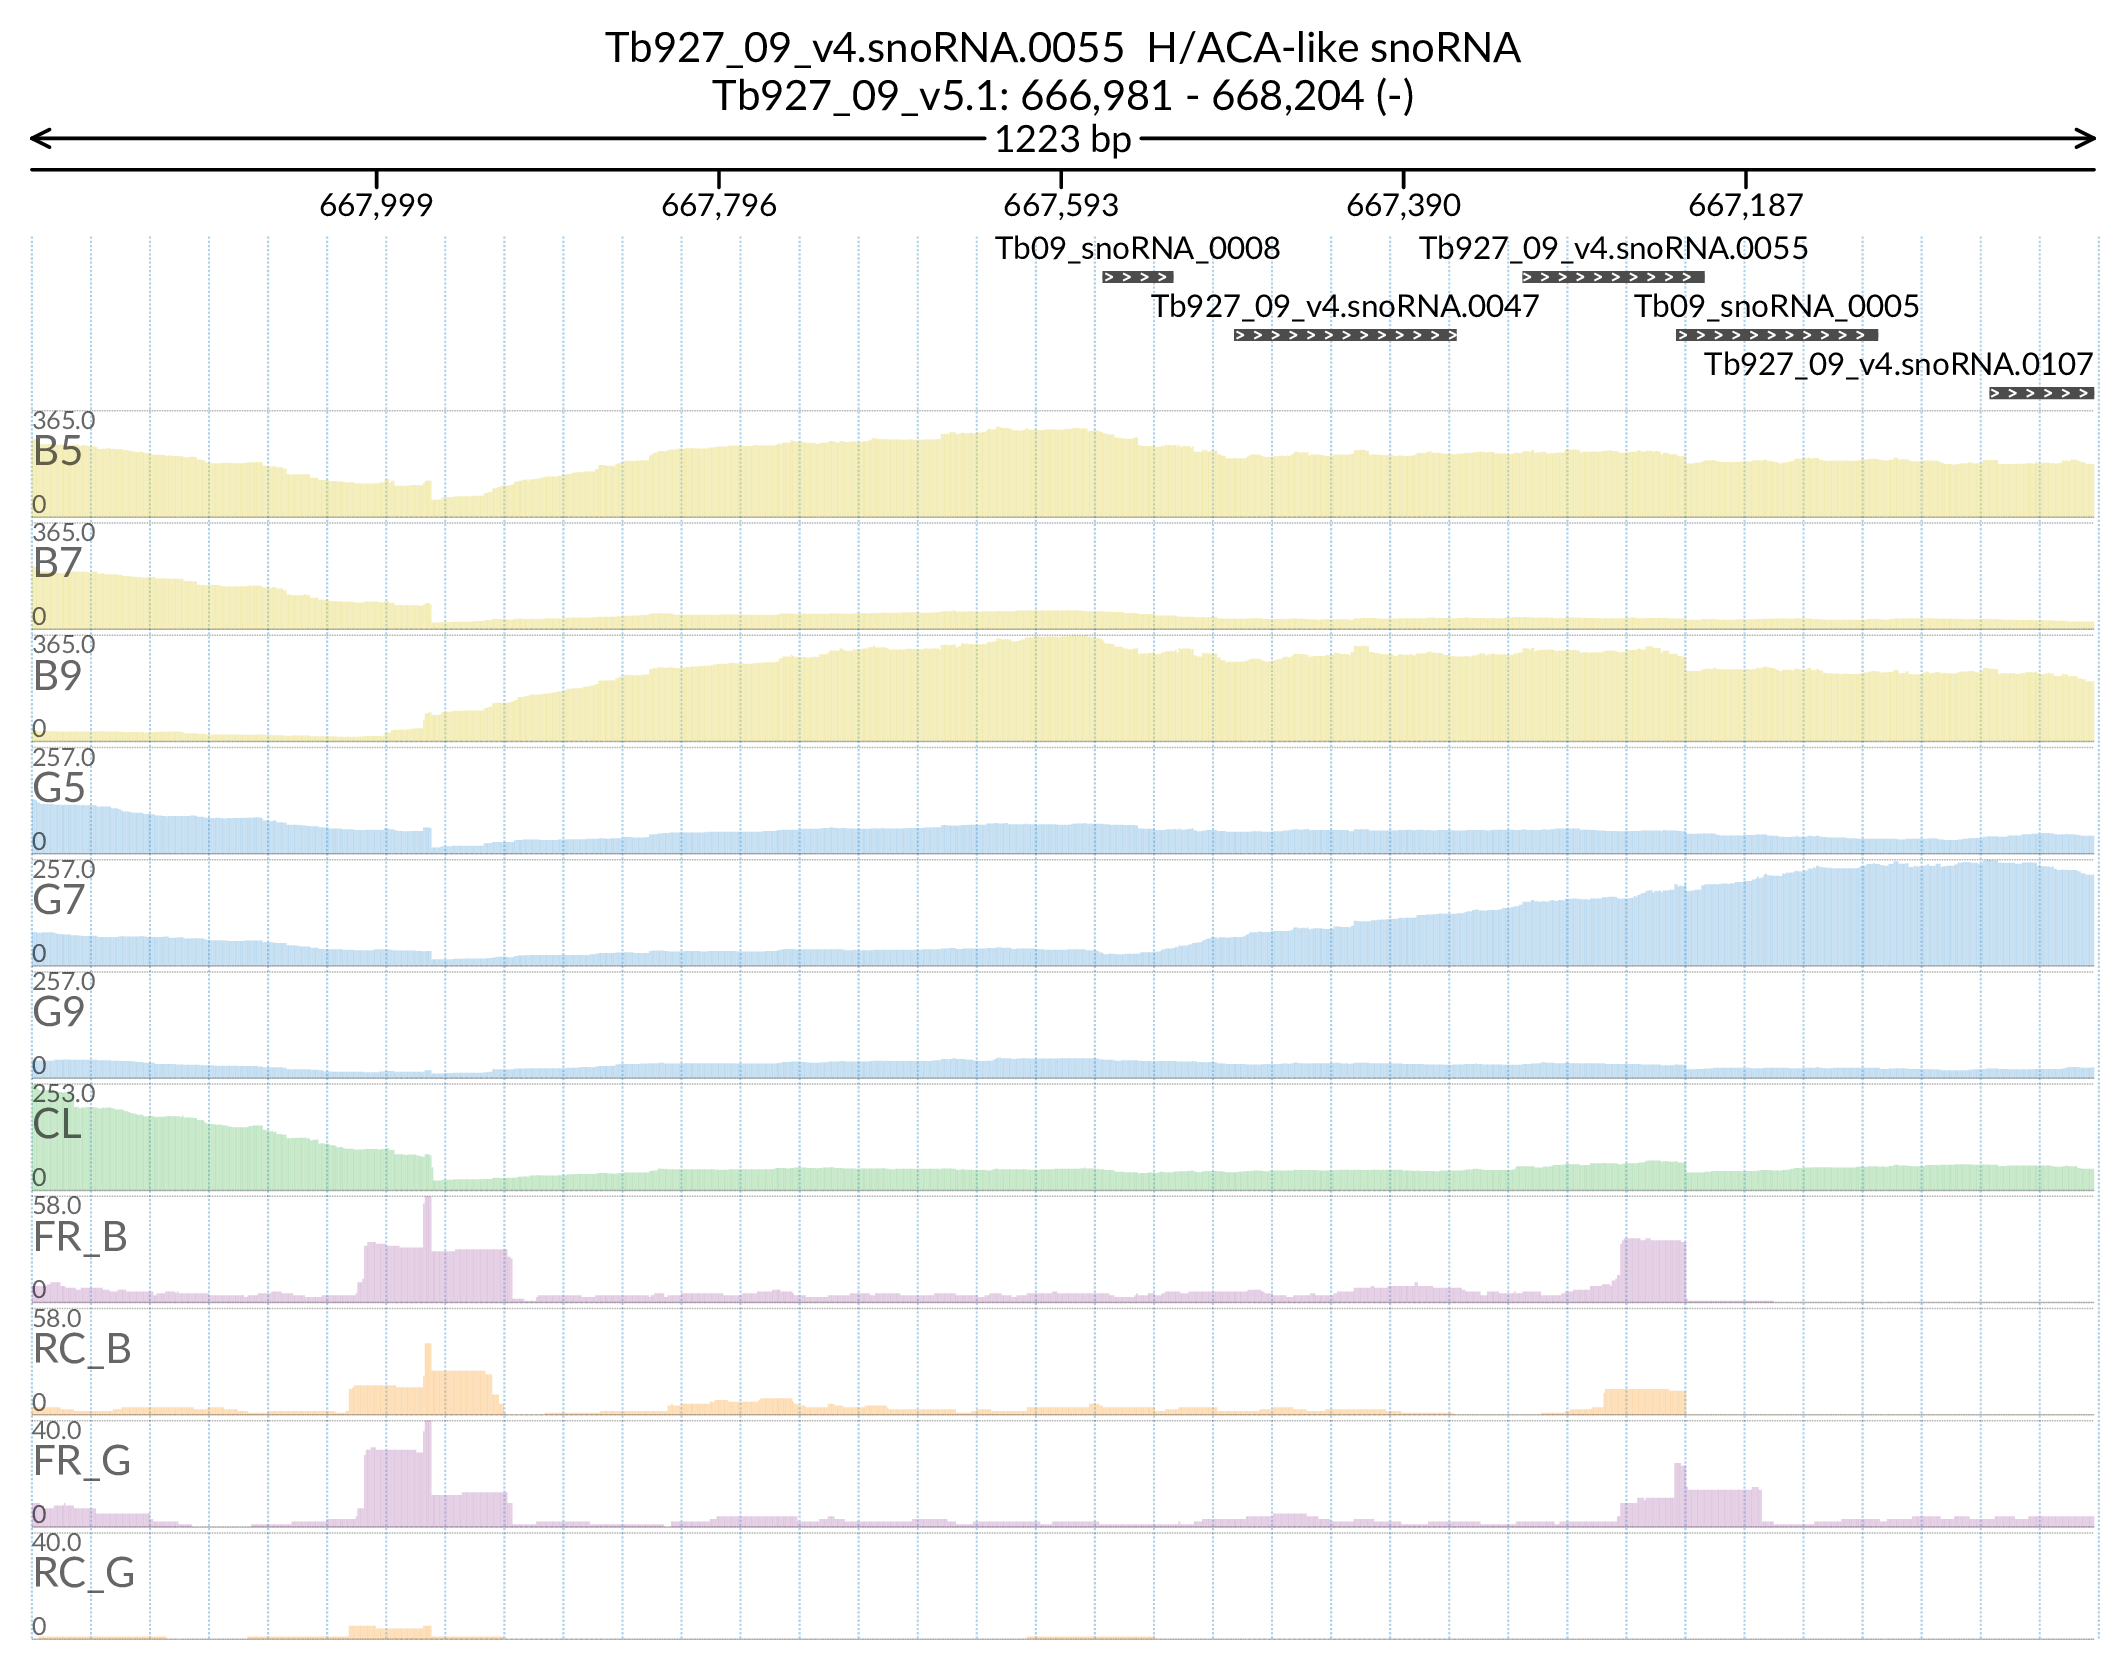 Tb927_09_v4.snoRNA.0055  H/ACA-like snoRNA
Tb927_09_v5.1: 666,981 - 668,204 (-)
1223 bp
667,999 667,796 667,593 667,390 667,187
Tb09_snoRNA_0008 Tb927_09_v4.snoRNA.0055
Tb927_09_v4.snoRNA.0047 Tb09_snoRNA_0005
Tb927_09_v4.snoRNA.0107
365.0
B5
0
365.0
B7
0
365.0
B9
0
257.0
G5
0
257.0
G7
0
257.0
G9
0
253.0
CL
0
58.0
FR_B
0
58.0
RC_B
0
40.0
FR_G
0
40.0
RC_G
0